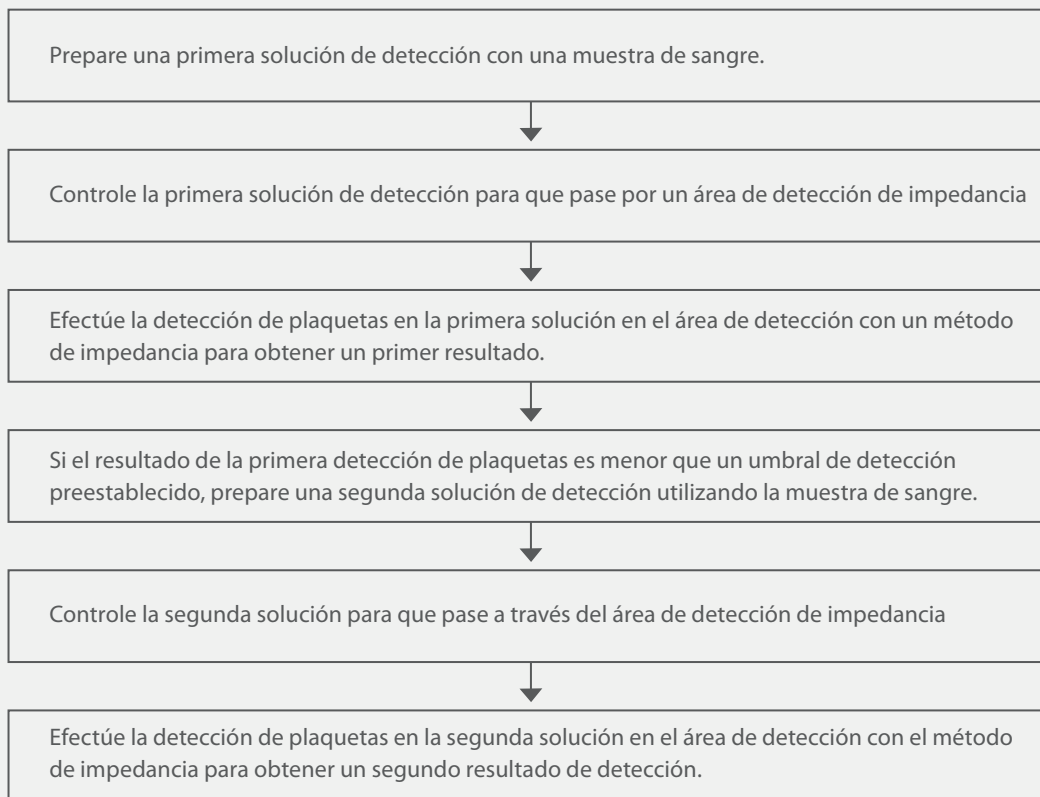 Prepare una primera solución de detección con una muestra de sangre.
Controle la primera solución de detección para que pase por un área de detección de impedancia
Efectúe la detección de plaquetas en la primera solución en el área de detección con un método
de impedancia para obtener un primer resultado.
Si el resultado de la primera detección de plaquetas es menor que un umbral de detección
preestablecido, prepare una segunda solución de detección utilizando la muestra de sangre.
Controle la segunda solución para que pase a través del área de detección de impedancia
Efectúe la detección de plaquetas en la segunda solución en el área de detección con el método
de impedancia para obtener un segundo resultado de detección.